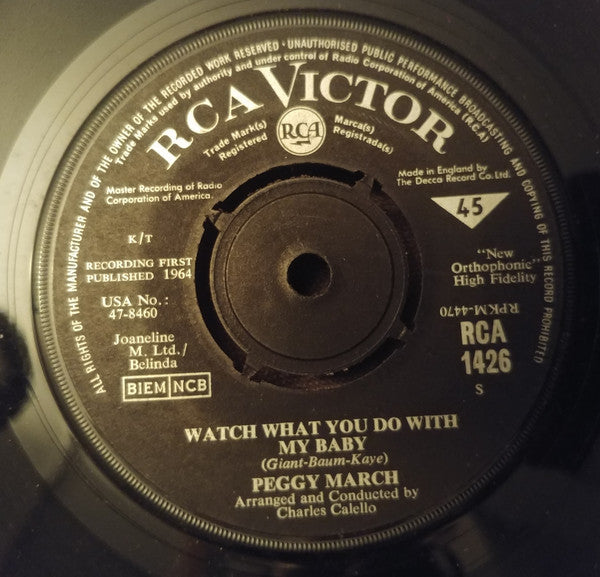 ALL RIGHTS OF THE MANUFACTURER AND OF THE OWNER OF THE RECORDED WORK RESERVED · UNAUTHORISED PUBLIC PERFORMANCE BROADCASTING AND COPYING OF THIS RECORD PROHIBITED
Trade Marks used by authority and under control of Radio Corporation of America (RCA)
RCA VICTOR
Trade Mark(s)
Registered
RCA
Marca(s)
Registrada(s)
Master Recording of Radio
Corporation of America.
Made in England by
The Decca Record Co. Ltd.
45
K/T
RECORDING FIRST
PUBLISHED 1964
USA No.:
47-8460
Joaneline
M. Ltd./
Belinda
BIEM NCB
"New
Orthophonic"
High Fidelity
RPKM-4470
RCA
1426
S
WATCH WHAT YOU DO WITH
MY BABY
(Giant-Baum-Kaye)
PEGGY MARCH
Arranged and Conducted by
Charles Calello